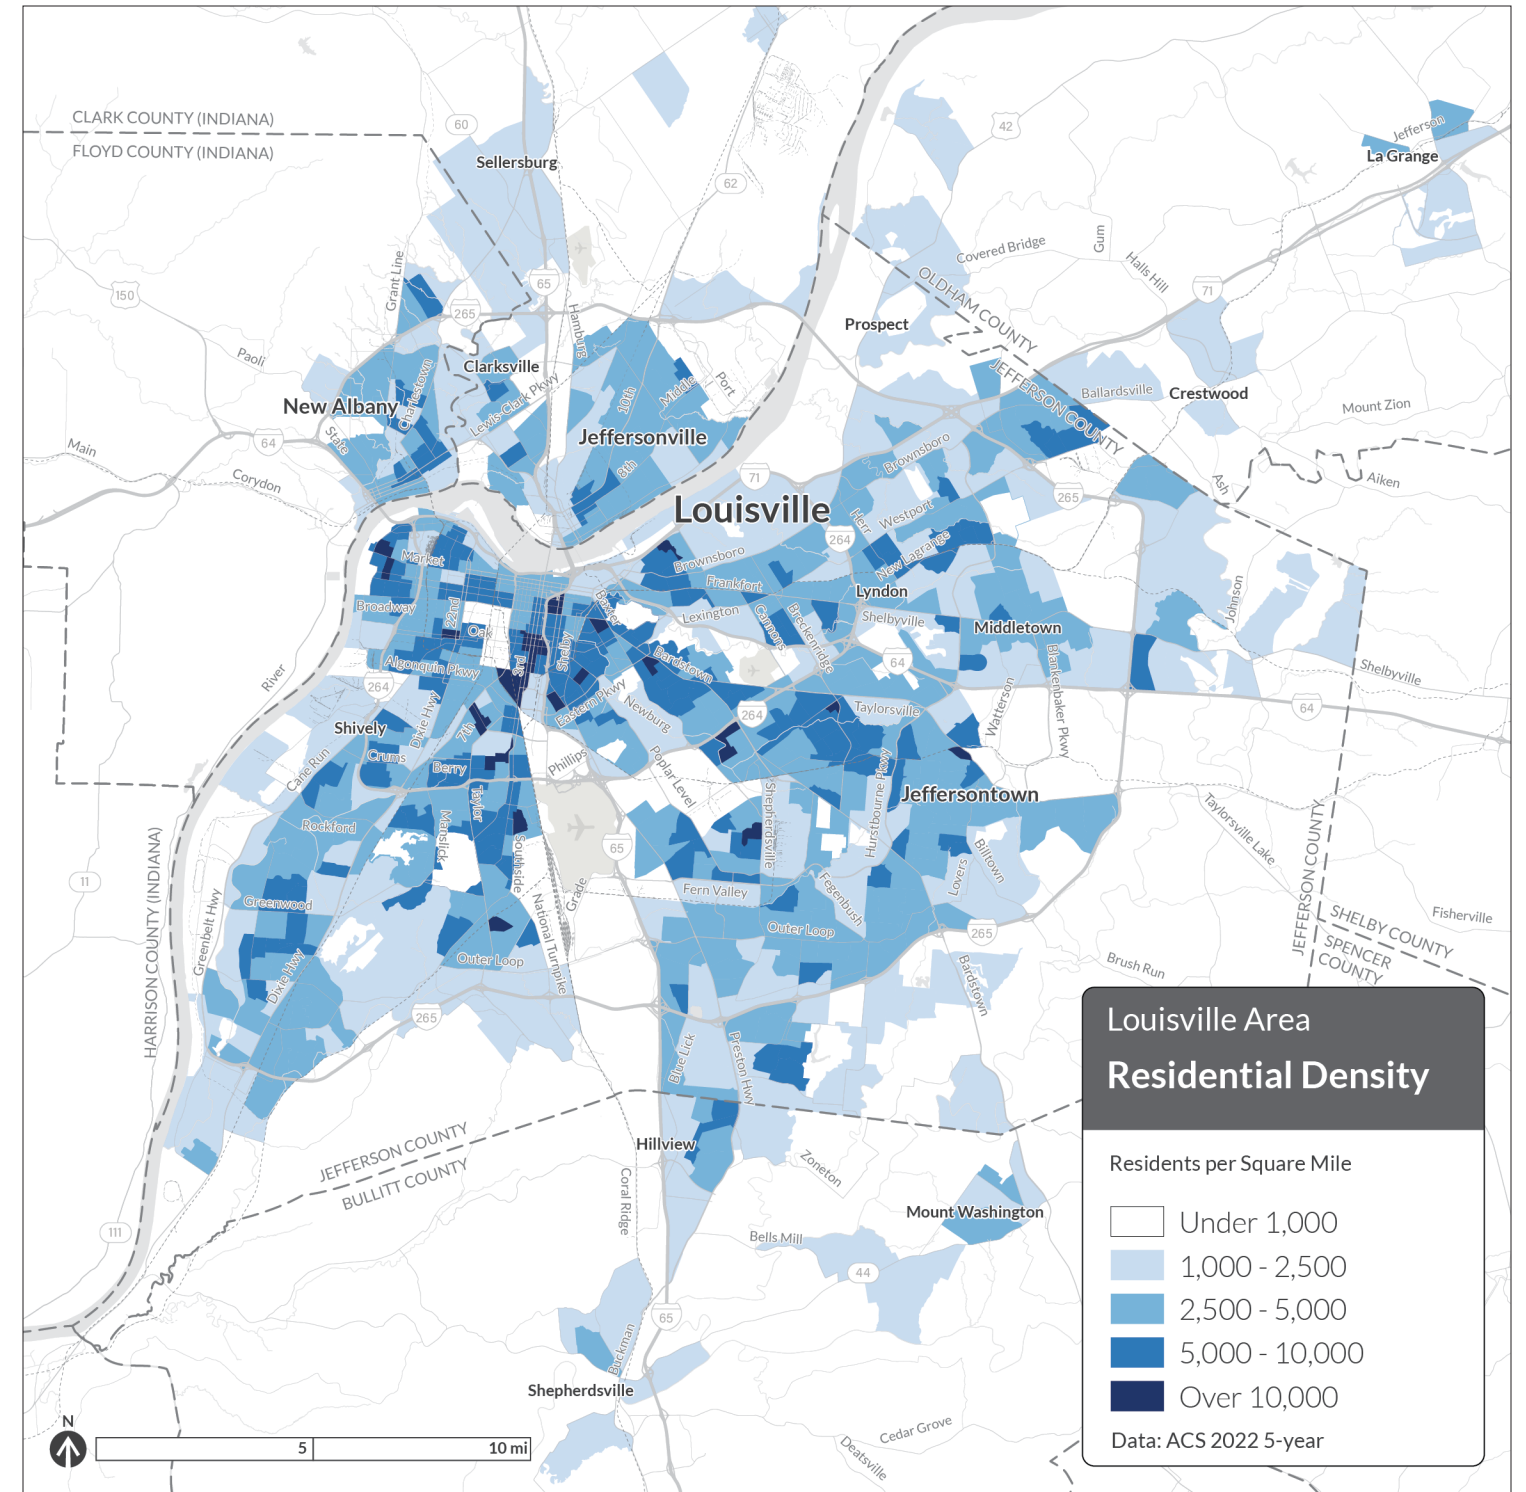 CLARK COUNTY (INDIANA)
FLOYD COUNTY (INDIANA)
60
Sellersburg
62
42
Jefferson
La Grange
Covered Bridge
Gum
Halls Hill
71
OLDHAM COUNTY
JEFFERSON COUNTY
Grant Line
150
265
65
Hamburg
Prospect
Paoli
Clarksville
Charlestown
Lewis-Clark Pkwy
10th
Middle
Port
New Albany
State
64
Main
Corydon
Jeffersonville
8th
Ballardsville
Crestwood
Mount Zion
Aiken
Ash
Brownsboro
71
265
Louisville
Herr
Westport
264
New Lagrange
Market
Brownsboro
Frankfort
Lyndon
Broadway
22nd
Oak
Baxter
Lexington
Cannons
Breckenridge
Shelbyville
Middletown
Johnson
Shelbyville
Algonquin Pkwy
3rd
Shelby
Bardstown
64
Blankenbaker Pkwy
River
264
Shively
Dixie Hwy
7th
Eastern Pkwy
Newburg
264
Taylorsville
Watterson
64
Cane Run
Crums
Berry
Phillips
Poplar Level
Hurstbourne Pkwy
Jeffersontown
Rockford
Manslick
Taylor
Southside
65
Shepherdsville
Taylorsville Lake
JEFFERSON COUNTY
11
Greenwood
Greenbelt Hwy
Grade
Fern Valley
Fegenbush
Lovers
Billtown
SHELBY COUNTY
SPENCER
COUNTY
Fisherville
HARRISON COUNTY (INDIANA)
Dixie Hwy
Outer Loop
National Turnpike
Outer Loop
265
Bardstown
Brush Run
265
Blue Lick
Preston Hwy
JEFFERSON COUNTY
BULLITT COUNTY
Hillview
Coral Ridge
Zoneton
Mount Washington
111
Bells Mill
44
65
Buckman
Shepherdsville
Cedar Grove
Deatsville
N
5
10 mi
Louisville Area
Residential Density
Residents per Square Mile
Under 1,000
1,000 - 2,500
2,500 - 5,000
5,000 - 10,000
Over 10,000
Data: ACS 2022 5-year